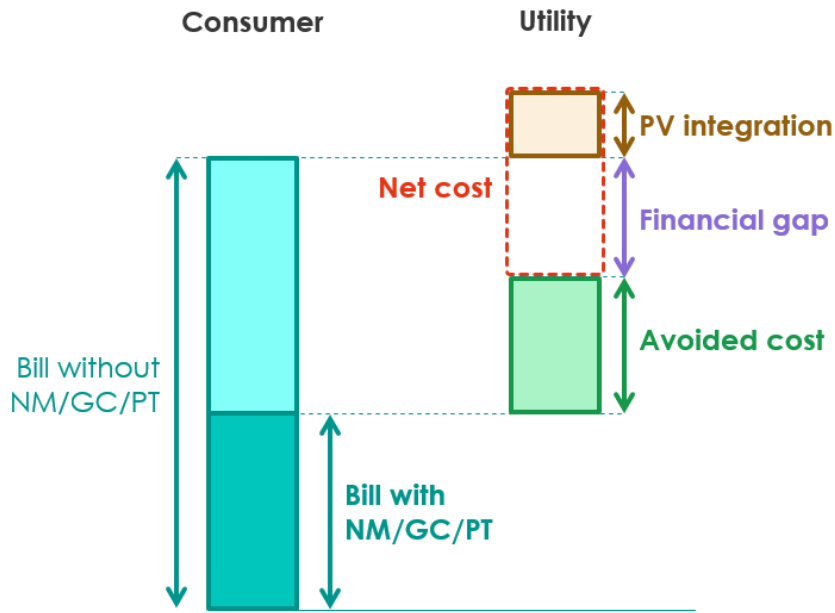 Consumer
Utility
PV integration
Net cost
Financial gap
Avoided cost
Bill without
NM/GC/PT
Bill with
NM/GC/PT